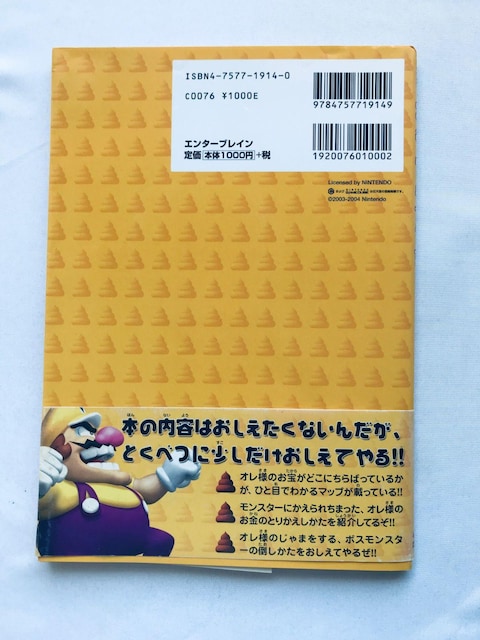 ISBN4-7577-1914-0
C0076 ¥1000E
9784757719149
エンターブレイン
定価 本体1000円 +税
1920076010002
Licensed by NINTENDO
©2003-2004 Nintendo
本の内容はおしえたくないんだが、
とくべつに少しだけおしえてやる!!
オレ様のお宝がどこにちらばっているか
が、ひと目でわかるマップが載っている!!
モンスターにかえられちまった、オレ様の
お金のとりかえしかたを紹介してるぞ!!
オレ様のじゃまをする、ボスモンスタ
ーの倒しかたをおしえてやるぜ!!